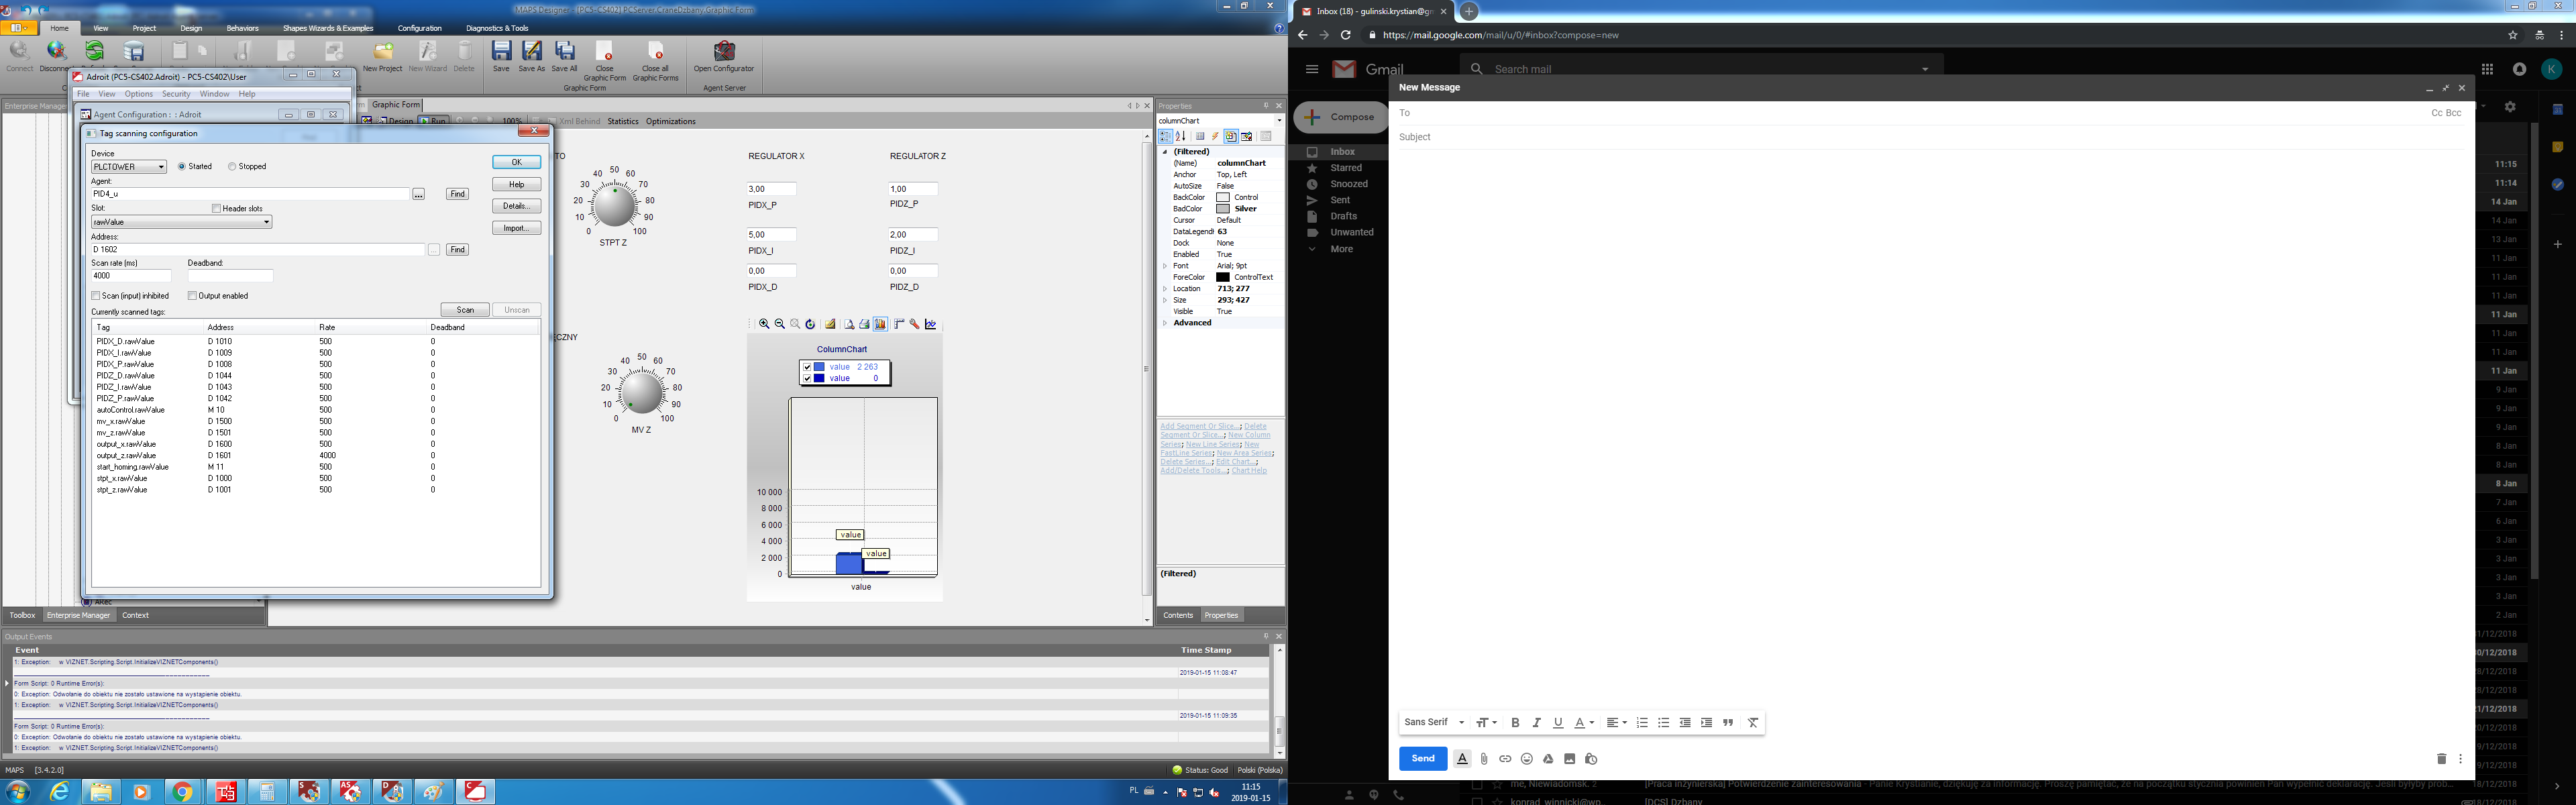 MAPS Designer - [PC5-CS402].PCServer.CraneDzbany.Graphic Form
Home View Project Design Behaviors Shapes Wizards & Examples Configuration Diagnostics & Tools
Connect Disconnect New Project New Wizard Delete Save Save As Save All Close Graphic Form Close all Graphic Forms Open Configurator
Graphic Form Agent Server
Enterprise Manager
Adroit (PC5-CS402.Adroit) - PC5-CS402\User
File View Options Security Window Help
Agent Configuration : : Adroit
Tag scanning configuration
Device
PLCTOWER Started Stopped
OK
Agent:
PID4_u ... Find
Help
Slot: Header slots
rawValue
Details...
Import...
Address:
D 1602 ... Find
Scan rate (ms) Deadband:
4000
Scan (input) inhibited Output enabled
Currently scanned tags: Scan Unscan
Tag Address Rate Deadband
PIDX_D.rawValue D 1010 500 0
PIDX_I.rawValue D 1009 500 0
PIDX_P.rawValue D 1008 500 0
PIDZ_D.rawValue D 1044 500 0
PIDZ_I.rawValue D 1043 500 0
PIDZ_P.rawValue D 1042 500 0
autoControl.rawValue M 10 500 0
mv_x.rawValue D 1500 500 0
mv_z.rawValue D 1501 500 0
output_x.rawValue D 1600 500 0
output_z.rawValue D 1601 4000 0
start_homing.rawValue M 11 500 0
stpt_x.rawValue D 1000 500 0
stpt_z.rawValue D 1001 500 0
ARec
Toolbox Enterprise Manager Context
Graphic Form
Design Run 100% Xml Behind Statistics Optimizations
TO
0 10 20 30 40 50 60 70 80 90 100
STPT Z
ĘCZNY
0 10 20 30 40 50 60 70 80 90 100
MV Z
REGULATOR X REGULATOR Z
3,00 1,00
PIDX_P PIDZ_P
5,00 2,00
PIDX_I PIDZ_I
0,00 0,00
PIDX_D PIDZ_D
ColumnChart
value 2 263
value 0
10 000
8 000
6 000
4 000
2 000
0
value
value
value
Properties
columnChart
(Filtered)
(Name) columnChart
Anchor Top, Left
AutoSize False
BackColor Control
BadColor Silver
Cursor Default
DataLegendI 63
Dock None
Enabled True
Font Arial; 9pt
ForeColor ControlText
Location 713; 277
Size 293; 427
Visible True
Advanced
Add Segment Or Slice...; Delete
Segment Or Slice...; New Column
Series; New Line Series; New
FastLine Series; New Area Series;
Delete Series...; Edit Chart...;
Add/Delete Tools...; Chart Help
(Filtered)
Contents Properties
Output Events
Event Time Stamp
1: Exception: w VIZNET.Scripting.Script.InitializeVIZNETComponents()
2019-01-15 11:08:47
Form Script: 0 Runtime Error(s):
0: Exception: Odwołanie do obiektu nie zostało ustawione na wystąpienie obiektu.
1: Exception: w VIZNET.Scripting.Script.InitializeVIZNETComponents()
2019-01-15 11:09:35
Form Script: 0 Runtime Error(s):
0: Exception: Odwołanie do obiektu nie zostało ustawione na wystąpienie obiektu.
1: Exception: w VIZNET.Scripting.Script.InitializeVIZNETComponents()
MAPS [3.4.2.0] Status: Good Polski (Polska)
PL 11:15
2019-01-15
Inbox (18) - gulinski.krystian@gm
https://mail.google.com/mail/u/0/#inbox?compose=new
Gmail Search mail K
Compose
Inbox
Starred
Snoozed
Sent
Drafts
Unwanted
More
New Message
To Cc Bcc
Subject
Sans Serif
Send
11:15
11:14
14 Jan
14 Jan
13 Jan
11 Jan
11 Jan
11 Jan
11 Jan
11 Jan
11 Jan
11 Jan
9 Jan
9 Jan
9 Jan
8 Jan
8 Jan
8 Jan
7 Jan
6 Jan
3 Jan
3 Jan
3 Jan
3 Jan
2 Jan
1/12/2018
0/12/2018
8/12/2018
8/12/2018
1/12/2018
0/12/2018
9/12/2018
9/12/2018
me, Niewiadomsk. 2 [Praca inżynierska] Potwierdzenie zainteresowania - Panie Krystianie, dziękuję za informację. Proszę pamiętać, że na początku stycznia powinien Pan wypełnić deklarację. Jeśli byłyby prob... 8/12/2018
konrad_winnicki@wp. [DCS] Dzbany 8/12/2018